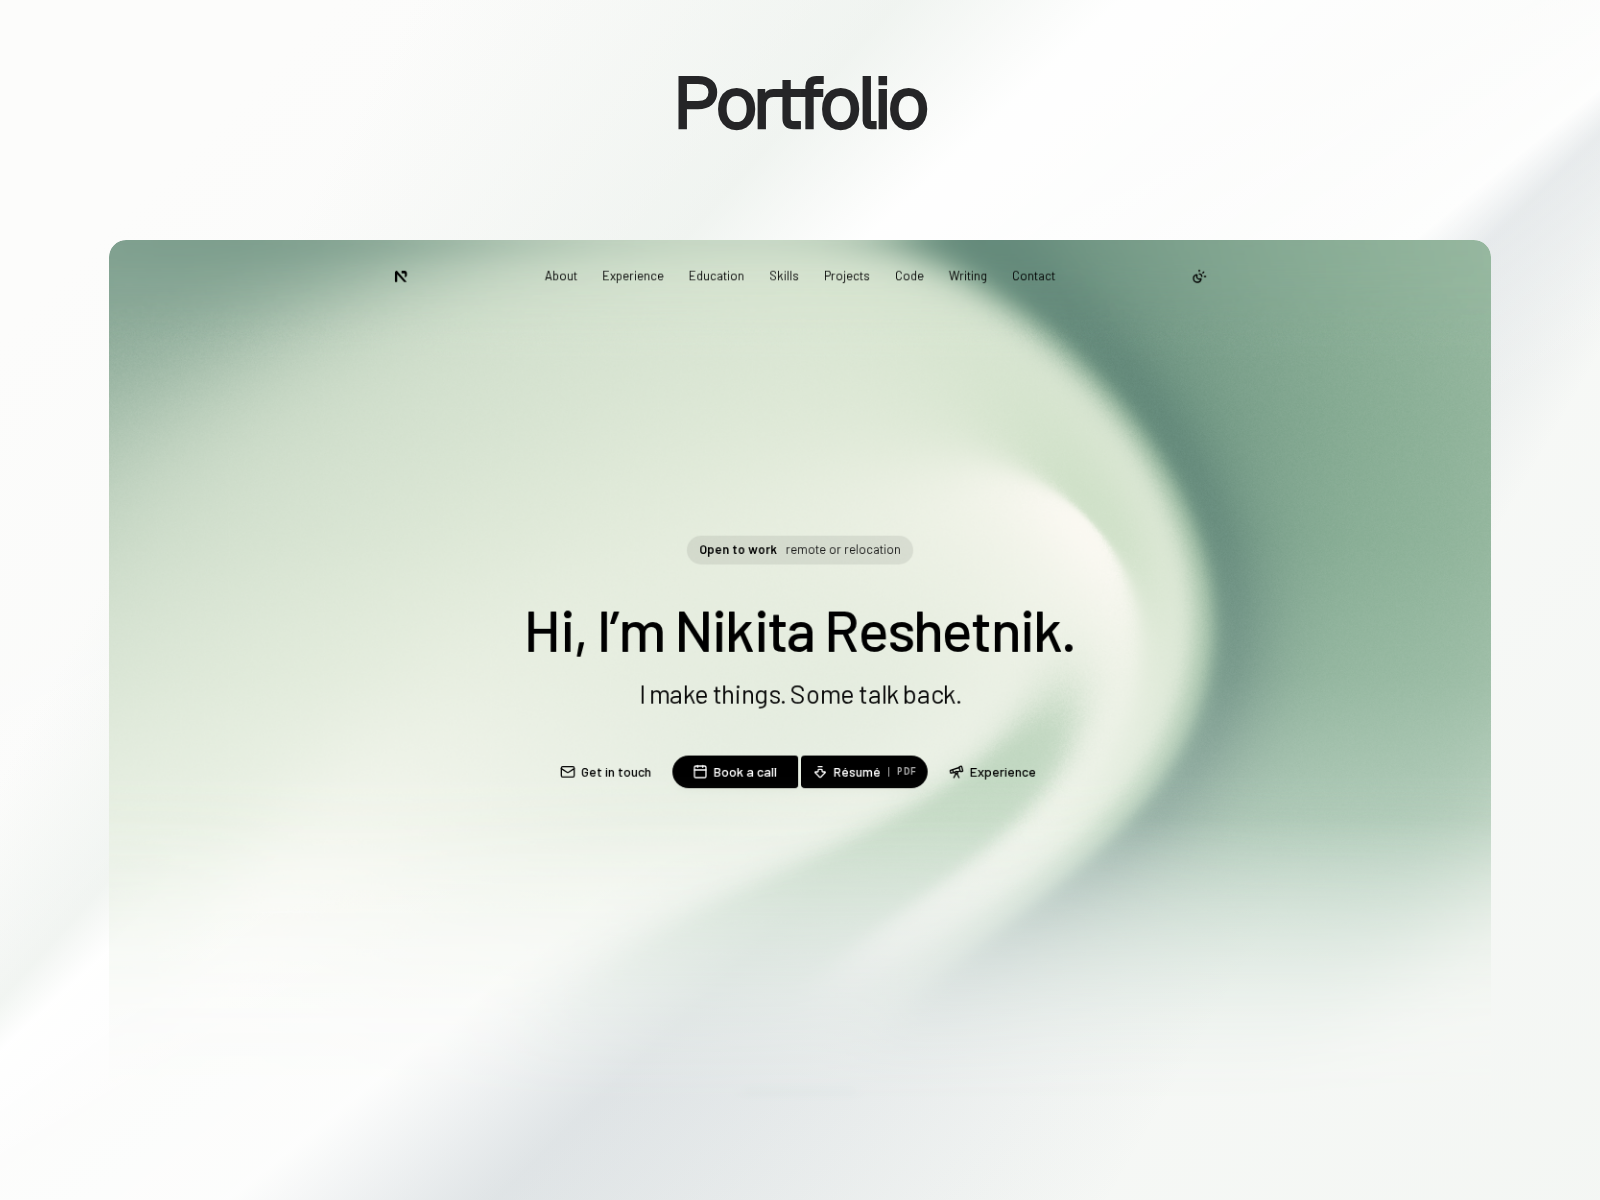 Portfolio
About Experience Education Skills Projects Code Writing Contact
Open to work remote or relocation
Hi, I’m Nikita Reshetnik.
I make things. Some talk back.
Get in touch Book a call Résumé | PDF Experience